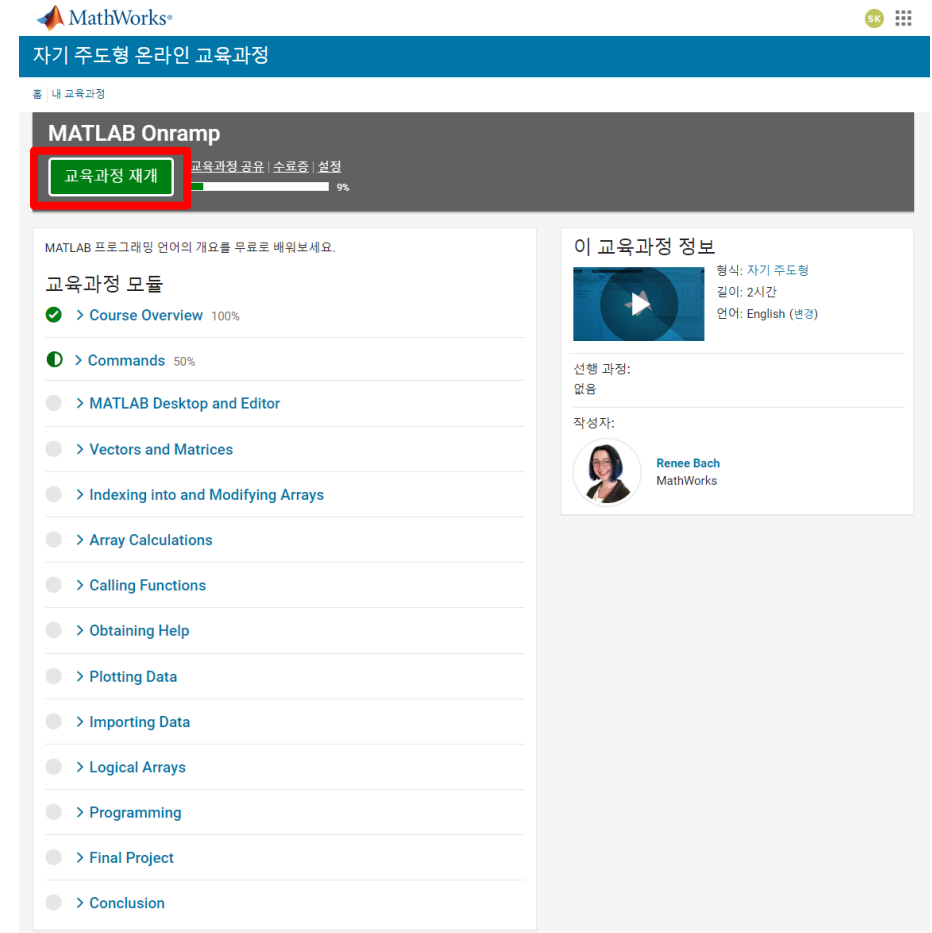 MathWorks®
SK
자기 주도형 온라인 교육과정
홈 | 내 교육과정
MATLAB Onramp
교육과정 재개
교육과정 공유 | 수료증 | 설정
9%
MATLAB 프로그래밍 언어의 개요를 무료로 배워보세요.
교육과정 모듈
Course Overview 100%
Commands 50%
MATLAB Desktop and Editor
Vectors and Matrices
Indexing into and Modifying Arrays
Array Calculations
Calling Functions
Obtaining Help
Plotting Data
Importing Data
Logical Arrays
Programming
Final Project
Conclusion
이 교육과정 정보
형식: 자기 주도형
길이: 2시간
언어: English (변경)
선행 과정:
없음
작성자:
Renee Bach
MathWorks